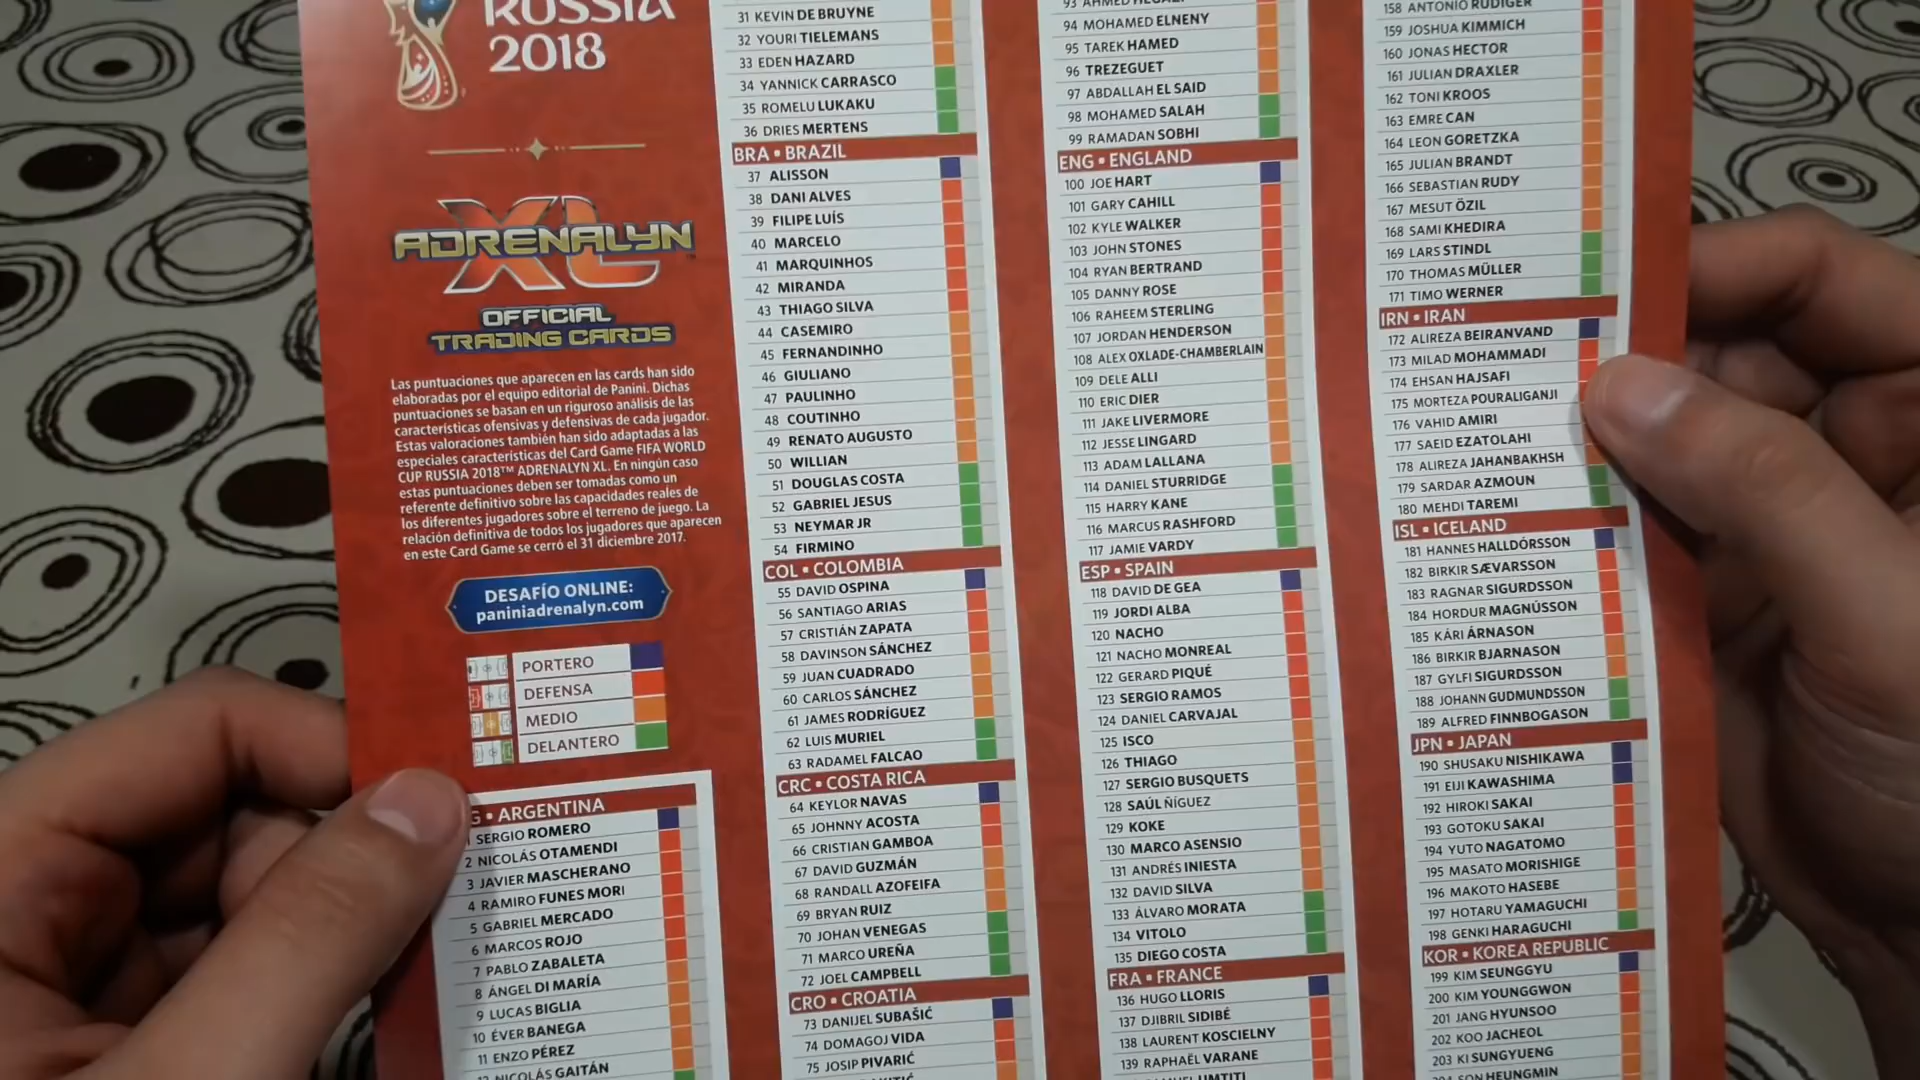 RUSSIA
2018
ADRENALYN
XL
OFFICIAL
TRADING CARDS
Las puntuaciones que aparecen en las cards han sido
elaboradas por el equipo editorial de Panini. Dichas
puntuaciones se basan en un riguroso análisis de las
características ofensivas y defensivas de cada jugador.
Estas valoraciones también han sido adaptadas a las
especiales características del Card Game FIFA WORLD
CUP RUSSIA 2018™ ADRENALYN XL. En ningún caso
estas puntuaciones deben ser tomadas como un
referente definitivo sobre las capacidades reales de
los diferentes jugadores sobre el terreno de juego. La
relación definitiva de todos los jugadores que aparecen
en este Card Game se cerró el 31 diciembre 2017.
DESAFÍO ONLINE:
paniniadrenalyn.com
PORTERO
DEFENSA
MEDIO
DELANTERO
G • ARGENTINA
1 SERGIO ROMERO
2 NICOLÁS OTAMENDI
3 JAVIER MASCHERANO
4 RAMIRO FUNES MORI
5 GABRIEL MERCADO
6 MARCOS ROJO
7 PABLO ZABALETA
8 ÁNGEL DI MARÍA
9 LUCAS BIGLIA
10 ÉVER BANEGA
11 ENZO PÉREZ
12 NICOLÁS GAITÁN
31 KEVIN DE BRUYNE
32 YOURI TIELEMANS
33 EDEN HAZARD
34 YANNICK CARRASCO
35 ROMELU LUKAKU
36 DRIES MERTENS
BRA • BRAZIL
37 ALISSON
38 DANI ALVES
39 FILIPE LUÍS
40 MARCELO
41 MARQUINHOS
42 MIRANDA
43 THIAGO SILVA
44 CASEMIRO
45 FERNANDINHO
46 GIULIANO
47 PAULINHO
48 COUTINHO
49 RENATO AUGUSTO
50 WILLIAN
51 DOUGLAS COSTA
52 GABRIEL JESUS
53 NEYMAR JR
54 FIRMINO
COL • COLOMBIA
55 DAVID OSPINA
56 SANTIAGO ARIAS
57 CRISTIÁN ZAPATA
58 DAVINSON SÁNCHEZ
59 JUAN CUADRADO
60 CARLOS SÁNCHEZ
61 JAMES RODRÍGUEZ
62 LUIS MURIEL
63 RADAMEL FALCAO
CRC • COSTA RICA
64 KEYLOR NAVAS
65 JOHNNY ACOSTA
66 CRISTIAN GAMBOA
67 DAVID GUZMÁN
68 RANDALL AZOFEIFA
69 BRYAN RUIZ
70 JOHAN VENEGAS
71 MARCO UREÑA
72 JOEL CAMPBELL
CRO • CROATIA
73 DANIJEL SUBAŠIĆ
74 DOMAGOJ VIDA
75 JOSIP PIVARIĆ
93 AHMED
94 MOHAMED ELNENY
95 TAREK HAMED
96 TREZEGUET
97 ABDALLAH EL SAID
98 MOHAMED SALAH
99 RAMADAN SOBHI
ENG • ENGLAND
100 JOE HART
101 GARY CAHILL
102 KYLE WALKER
103 JOHN STONES
104 RYAN BERTRAND
105 DANNY ROSE
106 RAHEEM STERLING
107 JORDAN HENDERSON
108 ALEX OXLADE-CHAMBERLAIN
109 DELE ALLI
110 ERIC DIER
111 JAKE LIVERMORE
112 JESSE LINGARD
113 ADAM LALLANA
114 DANIEL STURRIDGE
115 HARRY KANE
116 MARCUS RASHFORD
117 JAMIE VARDY
ESP • SPAIN
118 DAVID DE GEA
119 JORDI ALBA
120 NACHO
121 NACHO MONREAL
122 GERARD PIQUÉ
123 SERGIO RAMOS
124 DANIEL CARVAJAL
125 ISCO
126 THIAGO
127 SERGIO BUSQUETS
128 SAÚL ÑÍGUEZ
129 KOKE
130 MARCO ASENSIO
131 ANDRÉS INIESTA
132 DAVID SILVA
133 ÁLVARO MORATA
134 VITOLO
135 DIEGO COSTA
FRA • FRANCE
136 HUGO LLORIS
137 DJIBRIL SIDIBÉ
138 LAURENT KOSCIELNY
139 RAPHAËL VARANE
UMTITI
158 ANTONIO RÜDIGER
159 JOSHUA KIMMICH
160 JONAS HECTOR
161 JULIAN DRAXLER
162 TONI KROOS
163 EMRE CAN
164 LEON GORETZKA
165 JULIAN BRANDT
166 SEBASTIAN RUDY
167 MESUT ÖZIL
168 SAMI KHEDIRA
169 LARS STINDL
170 THOMAS MÜLLER
171 TIMO WERNER
IRN • IRAN
172 ALIREZA BEIRANVAND
173 MILAD MOHAMMADI
174 EHSAN HAJSAFI
175 MORTEZA POURALIGANJI
176 VAHID AMIRI
177 SAEID EZATOLAHI
178 ALIREZA JAHANBAKHSH
179 SARDAR AZMOUN
180 MEHDI TAREMI
ISL • ICELAND
181 HANNES HALLDÓRSSON
182 BIRKIR SÆVARSSON
183 RAGNAR SIGURDSSON
184 HORDUR MAGNÚSSON
185 KÁRI ÁRNASON
186 BIRKIR BJARNASON
187 GYLFI SIGURDSSON
188 JOHANN GUDMUNDSSON
189 ALFRED FINNBOGASON
JPN • JAPAN
190 SHUSAKU NISHIKAWA
191 EIJI KAWASHIMA
192 HIROKI SAKAI
193 GOTOKU SAKAI
194 YUTO NAGATOMO
195 MASATO MORISHIGE
196 MAKOTO HASEBE
197 HOTARU YAMAGUCHI
198 GENKI HARAGUCHI
KOR • KOREA REPUBLIC
199 KIM SEUNGGYU
200 KIM YOUNGGWON
201 JANG HYUNSOO
202 KOO JACHEOL
203 KI SUNGYUENG
204 SON HEUNGMIN